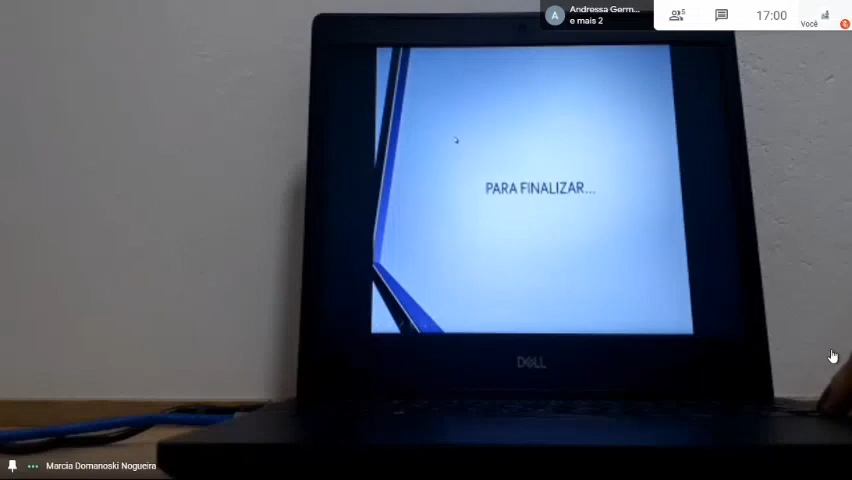 Andressa Germ...
e mais 2
A
5
17:00
Você
PARA FINALIZAR...
DELL
Marcia Domanoski Nogueira